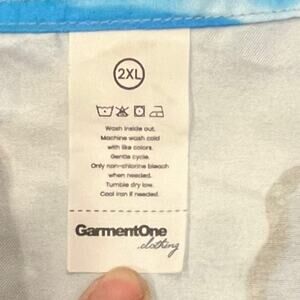 2XL
Wash inside out.
Machine wash cold
with like colors.
Gentle cycle.
Only non-chlorine bleach
when needed.
Tumble dry low.
Cool iron if needed.
GarmentOne
clothing